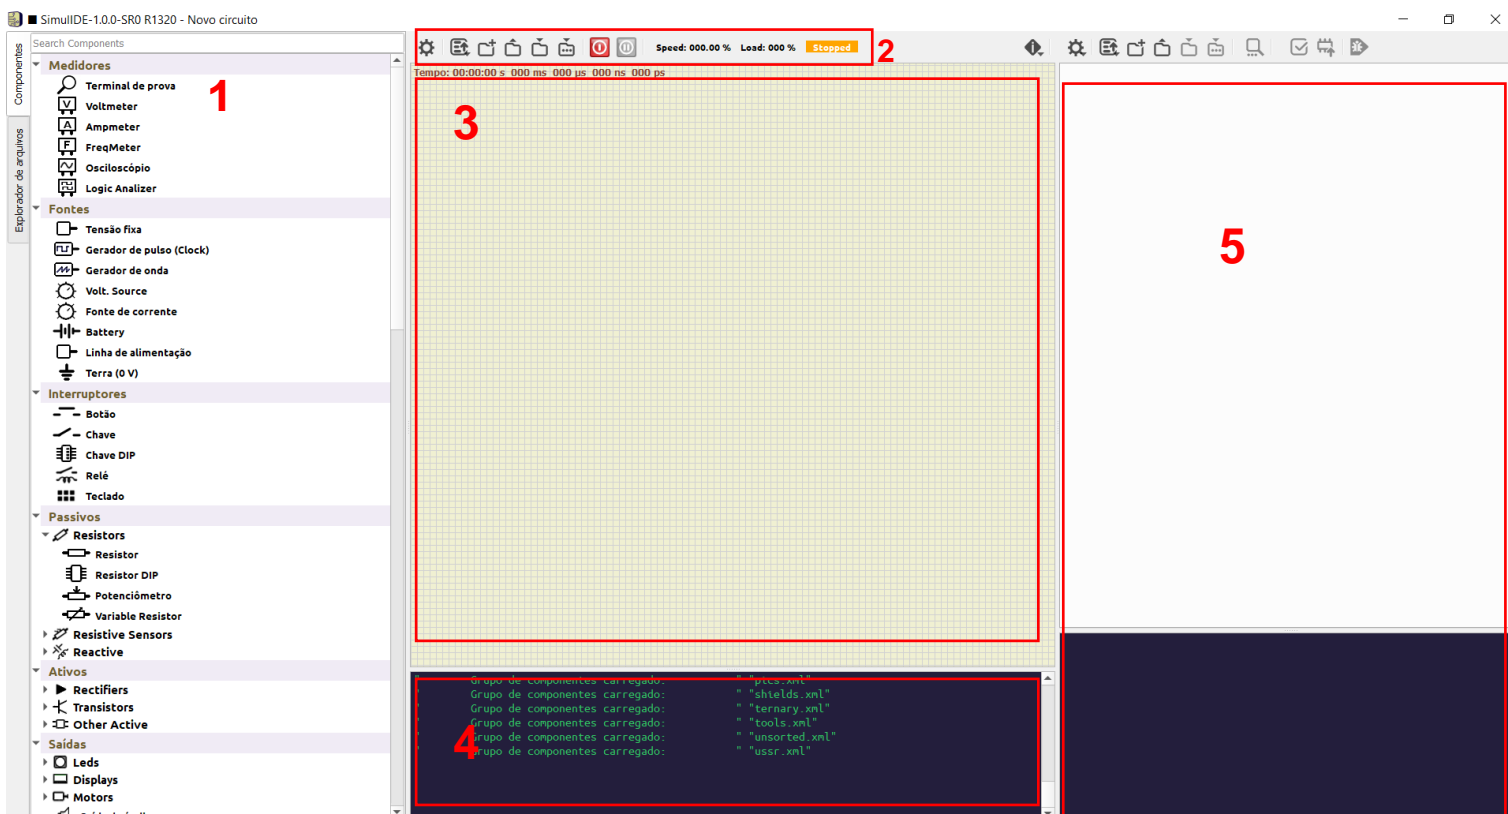 SimulIDE-1.0.0-SR0 R1320 - Novo circuito
Componentes
Explorador de arquivos
Search Components
Medidores
Terminal de prova
1
Voltmeter
Ampmeter
FreqMeter
Osciloscópio
Logic Analizer
Fontes
Tensão fixa
Gerador de pulso (Clock)
Gerador de onda
Volt. Source
Fonte de corrente
Battery
Linha de alimentação
Terra (0 V)
Interruptores
Botão
Chave
Chave DIP
Relé
Teclado
Passivos
Resistors
Resistor
Resistor DIP
Potenciômetro
Variable Resistor
Resistive Sensors
Reactive
Ativos
Rectifiers
Transistors
Other Active
Saídas
Leds
Displays
Motors
Speed: 000.00 % Load: 000 % Stopped
2
Tempo: 00:00:00 s 000 ms 000 µs 000 ns 000 ps
3
" Grupo de componentes carregado: " "pics.xml"
" Grupo de componentes carregado: " "shields.xml"
" Grupo de componentes carregado: " "ternary.xml"
" Grupo de componentes carregado: " "tools.xml"
" Grupo de componentes carregado: " "unsorted.xml"
" Grupo de componentes carregado: " "ussr.xml"
4
5